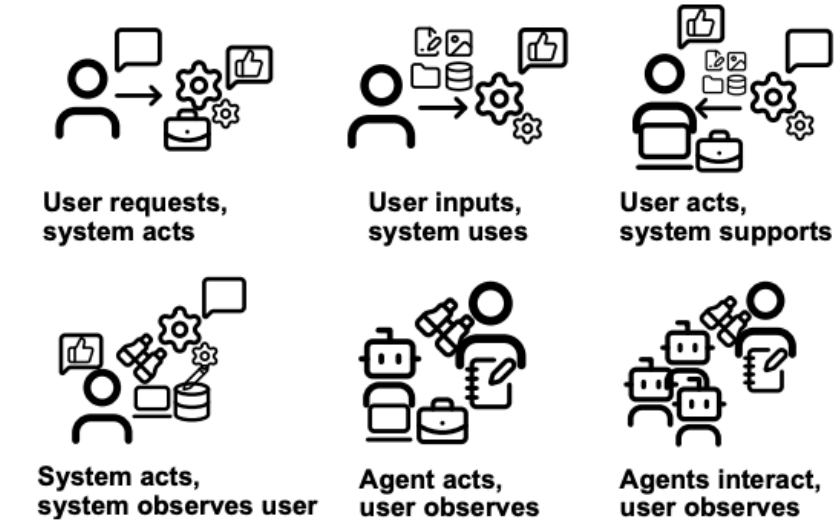 User requests,
system acts
User inputs,
system uses
User acts,
system supports
System acts,
system observes user
Agent acts,
user observes
Agents interact,
user observes